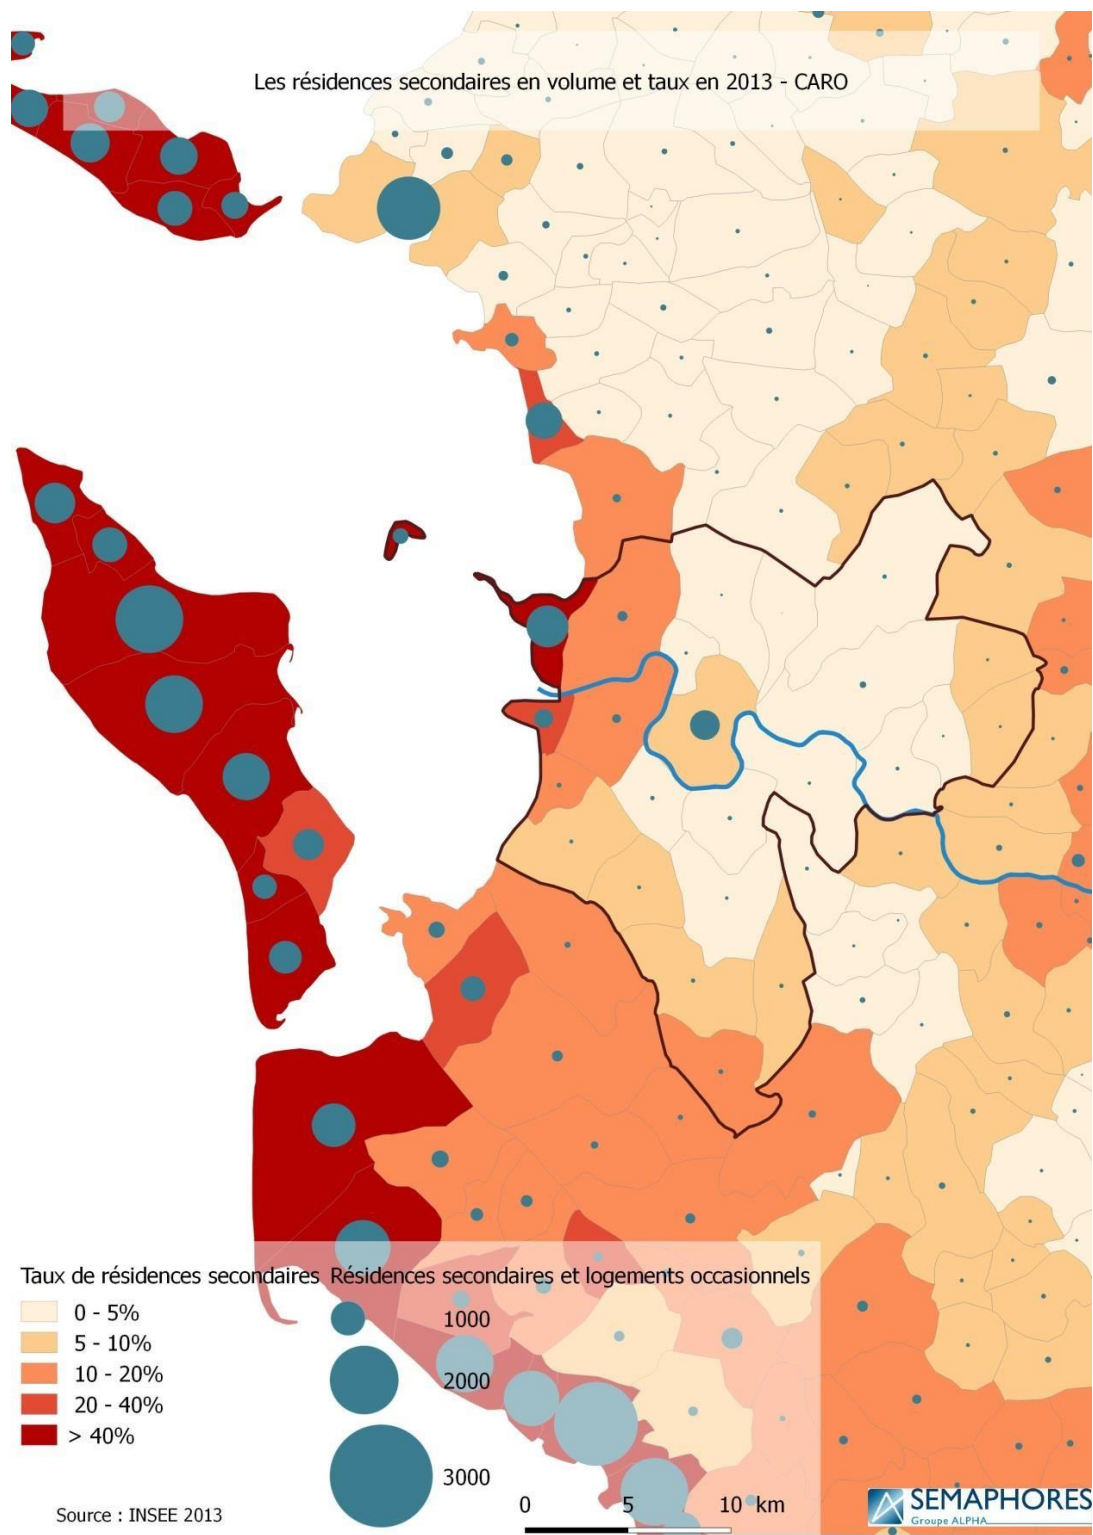 Les résidences secondaires en volume et taux en 2013 - CARO
Taux de résidences secondaires
0 - 5%
5 - 10%
10 - 20%
20 - 40%
> 40%
Résidences secondaires et logements occasionnels
1000
2000
3000
Source : INSEE 2013
0 5 10 km
SEMAPHORES
Groupe ALPHA